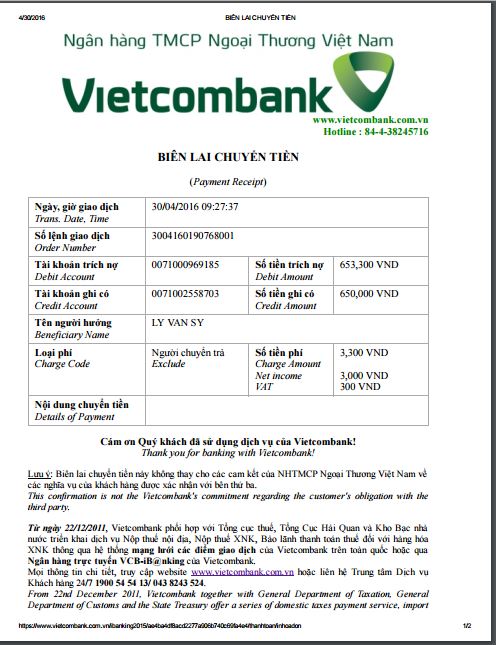 4/30/2016 BIÊN LAI CHUYỂN TIỀN
Ngân hàng TMCP Ngoại Thương Việt Nam
Vietcombank
www.vietcombank.com.vn
Hotline : 84-4-38245716
BIÊN LAI CHUYỂN TIỀN
(Payment Receipt)
Ngày, giờ giao dịch 30/04/2016 09:27:37
Trans. Date, Time
Số lệnh giao dịch 3004160190768001
Order Number
Tài khoản trích nợ 0071000969185 Số tiền trích nợ 653,300 VND
Debit Account Debit Amount
Tài khoản ghi có 0071002558703 Số tiền ghi có 650,000 VND
Credit Account Credit Amount
Tên người hưởng LY VAN SY
Beneficiary Name
Loại phí Người chuyển trả Số tiền phí 3,300 VND
Charge Code Exclude Charge Amount
Net income 3,000 VND
VAT 300 VND
Nội dung chuyển tiền
Details of Payment
Cám ơn Quý khách đã sử dụng dịch vụ của Vietcombank!
Thank you for banking with Vietcombank!
Lưu ý: Biên lai chuyển tiền này không thay cho các cam kết của NHTMCP Ngoại Thương Việt Nam về
các nghĩa vụ của khách hàng được xác nhận với bên thứ ba.
This confirmation is not the Vietcombank's commitment regarding the customer's obligation with the
third party.
Từ ngày 22/12/2011, Vietcombank phối hợp với Tổng cục thuế, Tổng Cục Hải Quan và Kho Bạc nhà
nước triển khai dịch vụ Nộp thuế nội địa, Nộp thuế XNK, Bảo lãnh thanh toán thuế đối với hàng hóa
XNK thông qua hệ thống mạng lưới các điểm giao dịch của Vietcombank trên toàn quốc hoặc qua
Ngân hàng trực tuyến VCB-iB@nking của Vietcombank.
Mọi thông tin chi tiết, truy cập website www.vietcombank.com.vn hoặc liên hệ Trung tâm Dịch vụ
Khách hàng 24/7 1900 54 54 13/ 043 8243 524.
From 22nd December 2011, Vietcombank together with General Department of Taxation, General
Department of Customs and the State Treasury offer a series of domestic taxes payment service, import
1/2